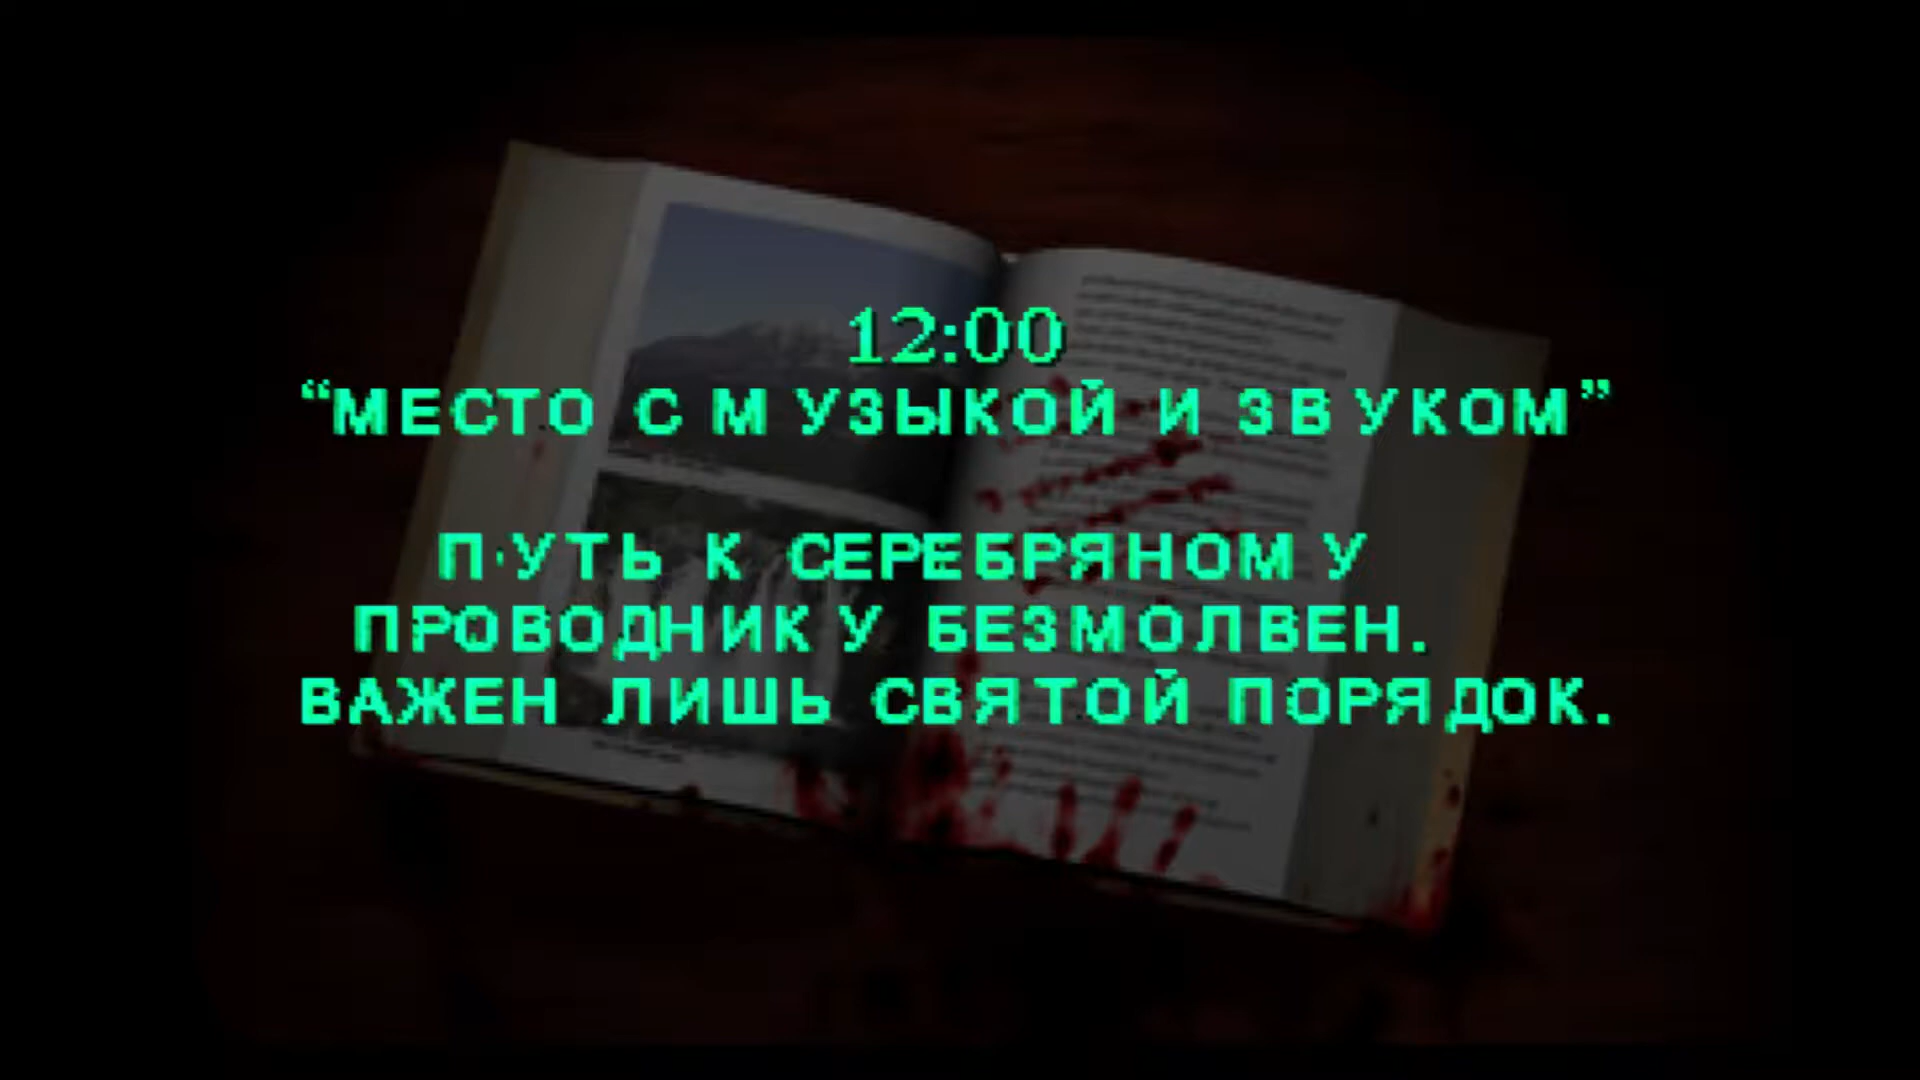 12:00
“МЕСТО С МУЗЫКОЙ И ЗВУКОМ”
ПУТЬ К СЕРЕБРЯНОМУ
ПРОВОДНИКУ БЕЗМОЛВЕН.
ВАЖЕН ЛИШЬ СВЯТОЙ ПОРЯДОК.